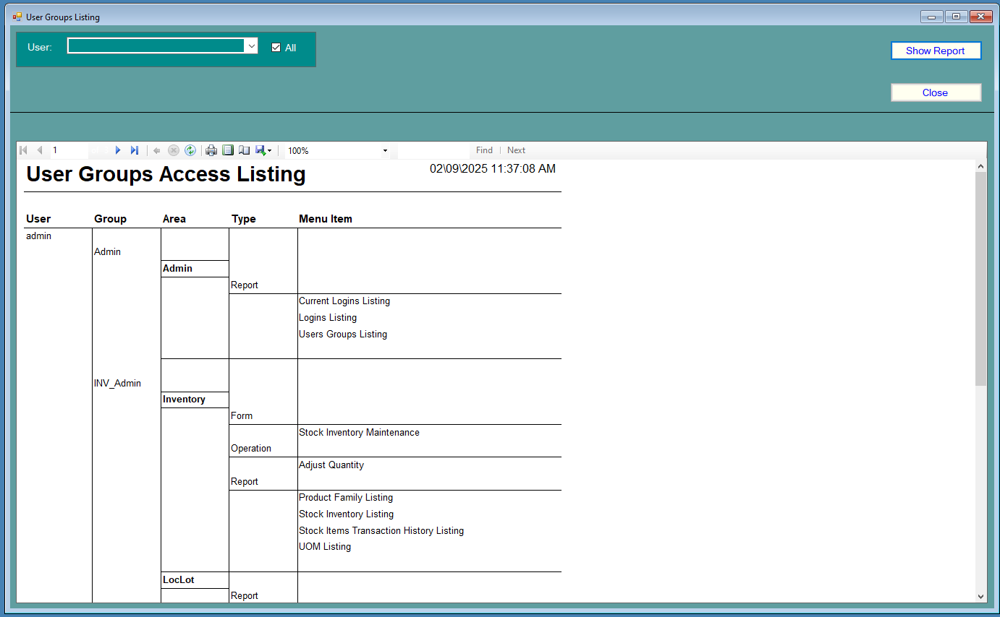 User Groups Listing
User: All
Show Report
Close
1 100% Find | Next
User Groups Access Listing 02\09\2025 11:37:08 AM
User Group Area Type Menu Item
admin
Admin
Admin
Report
Current Logins Listing
Logins Listing
Users Groups Listing
INV_Admin
Inventory
Form
Stock Inventory Maintenance
Operation
Adjust Quantity
Report
Product Family Listing
Stock Inventory Listing
Stock Items Transaction History Listing
UOM Listing
LocLot
Report